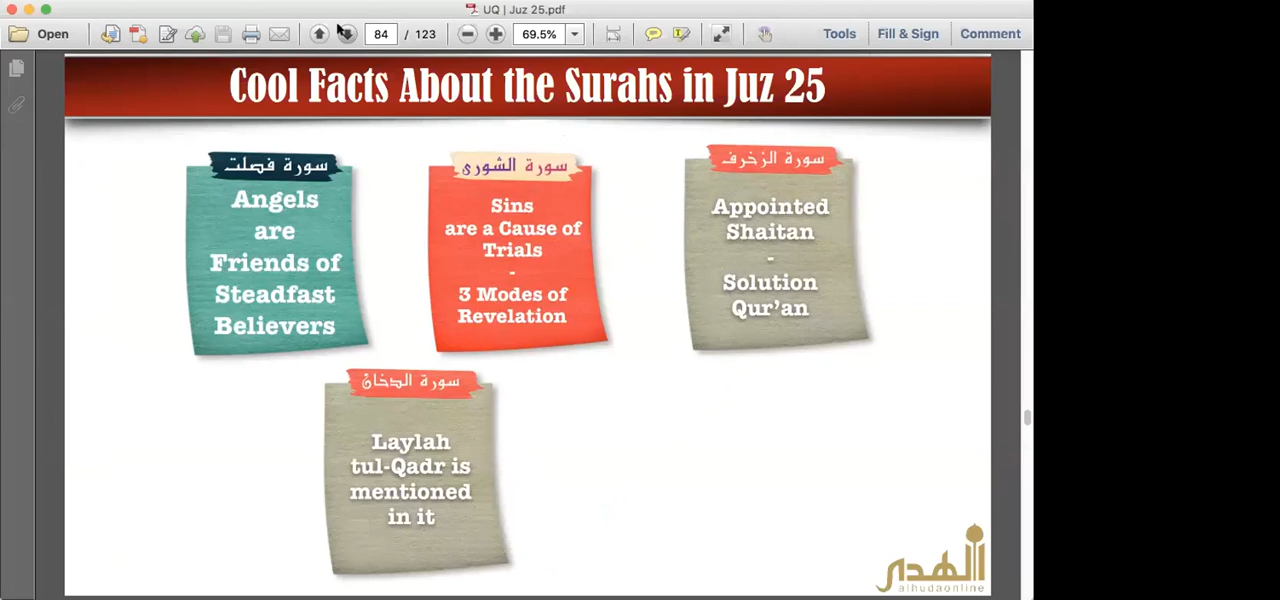 UQ | Juz 25.pdf
Open
84 / 123
69.5%
Tools
Fill & Sign
Comment
Cool Facts About the Surahs in Juz 25
سورة فصلت
Angels
are
Friends of
Steadfast
Believers
سورة الشورى
Sins
are a Cause of
Trials
-
3 Modes of
Revelation
سورة الزخرف
Appointed
Shaitan
-
Solution
Qur’an
سورة الدخان
Laylah
tul-Qadr is
mentioned
in it
الهدى
alhudaonline